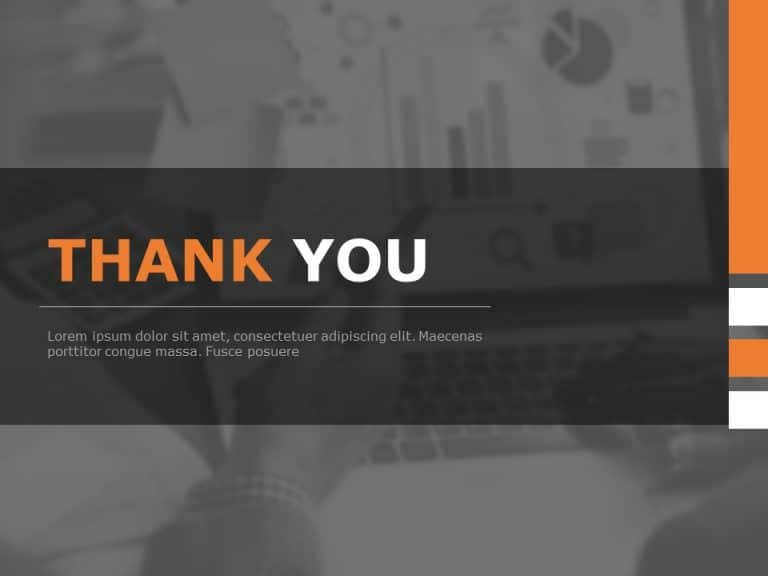 THANK YOU
Lorem ipsum dolor sit amet, consectetuer adipiscing elit. Maecenas
porttitor congue massa. Fusce posuere